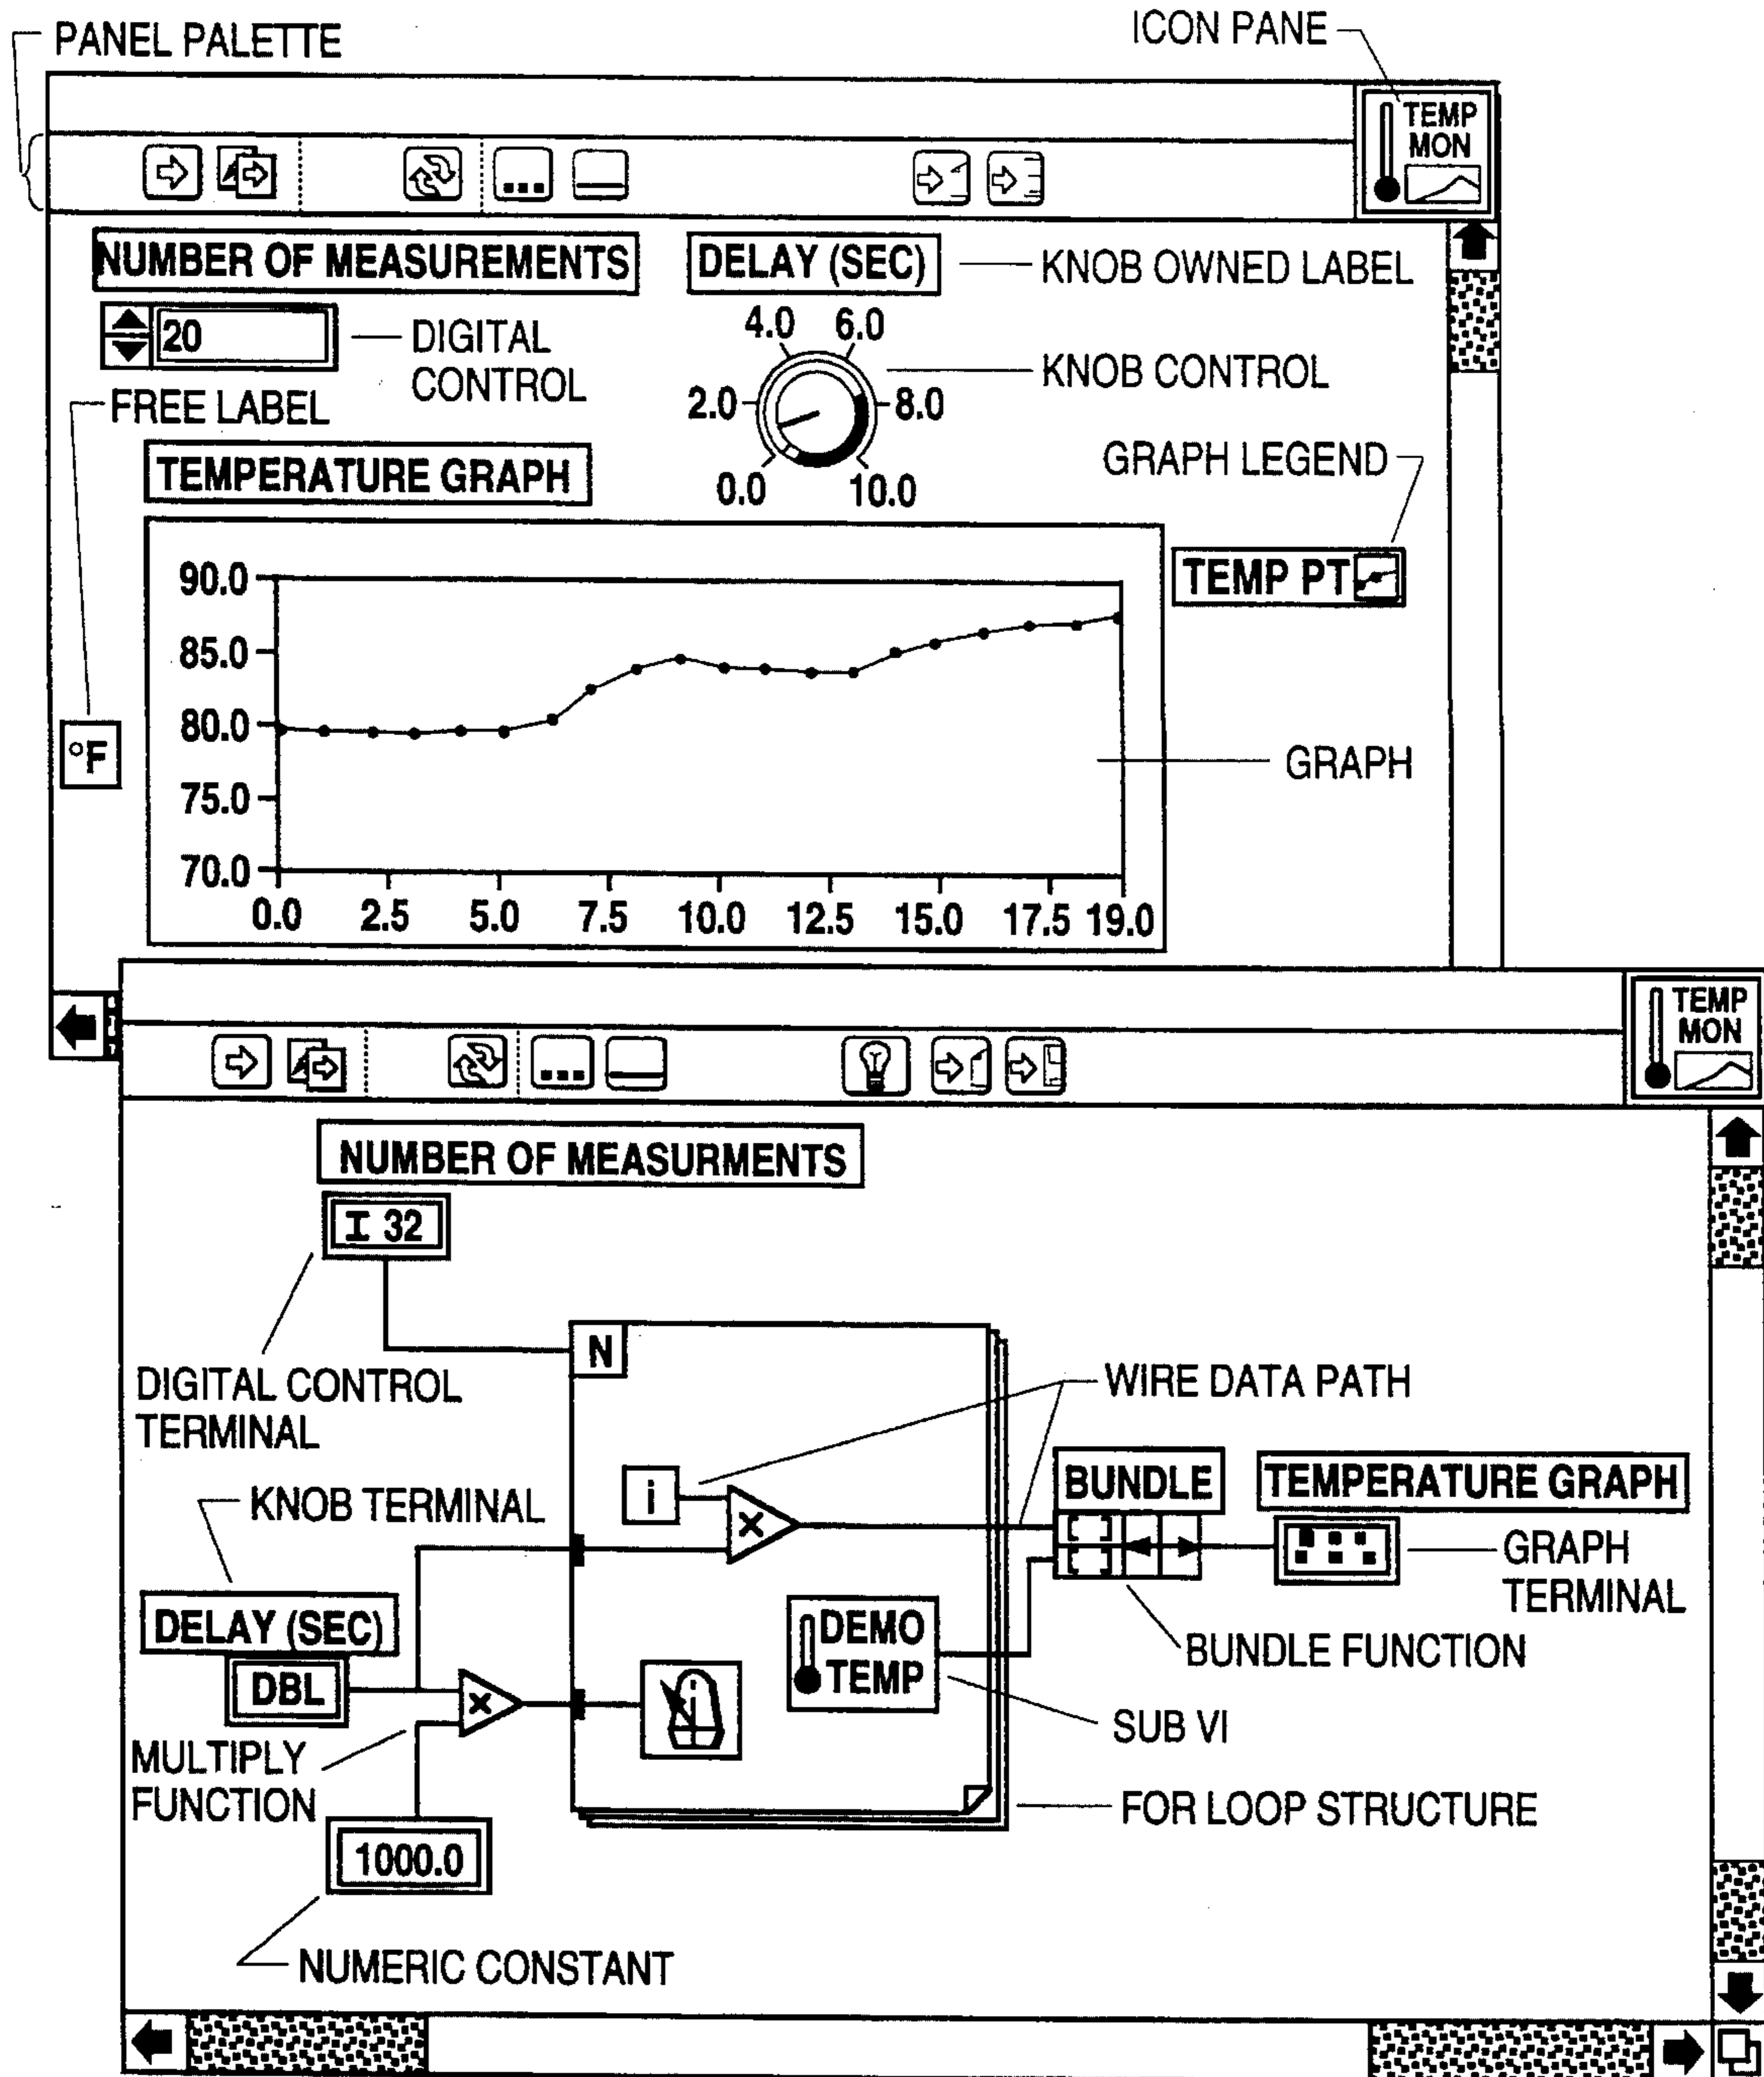 PANEL PALETTE
ICON PANE
TEMP
MON
NUMBER OF MEASUREMENTS
DELAY (SEC)
KNOB OWNED LABEL
20
DIGITAL
CONTROL
4.0 6.0
2.0 8.0
0.0 10.0
KNOB CONTROL
FREE LABEL
TEMPERATURE GRAPH
GRAPH LEGEND
TEMP PT
90.0
85.0
80.0
75.0
70.0
°F
GRAPH
0.0 2.5 5.0 7.5 10.0 12.5 15.0 17.5 19.0
TEMP
MON
NUMBER OF MEASURMENTS
I 32
N
DIGITAL CONTROL
TERMINAL
WIRE DATA PATH
i
×
BUNDLE
TEMPERATURE GRAPH
KNOB TERMINAL
GRAPH
TERMINAL
DELAY (SEC)
DBL
×
DEMO
TEMP
BUNDLE FUNCTION
SUB VI
MULTIPLY
FUNCTION
FOR LOOP STRUCTURE
1000.0
NUMERIC CONSTANT